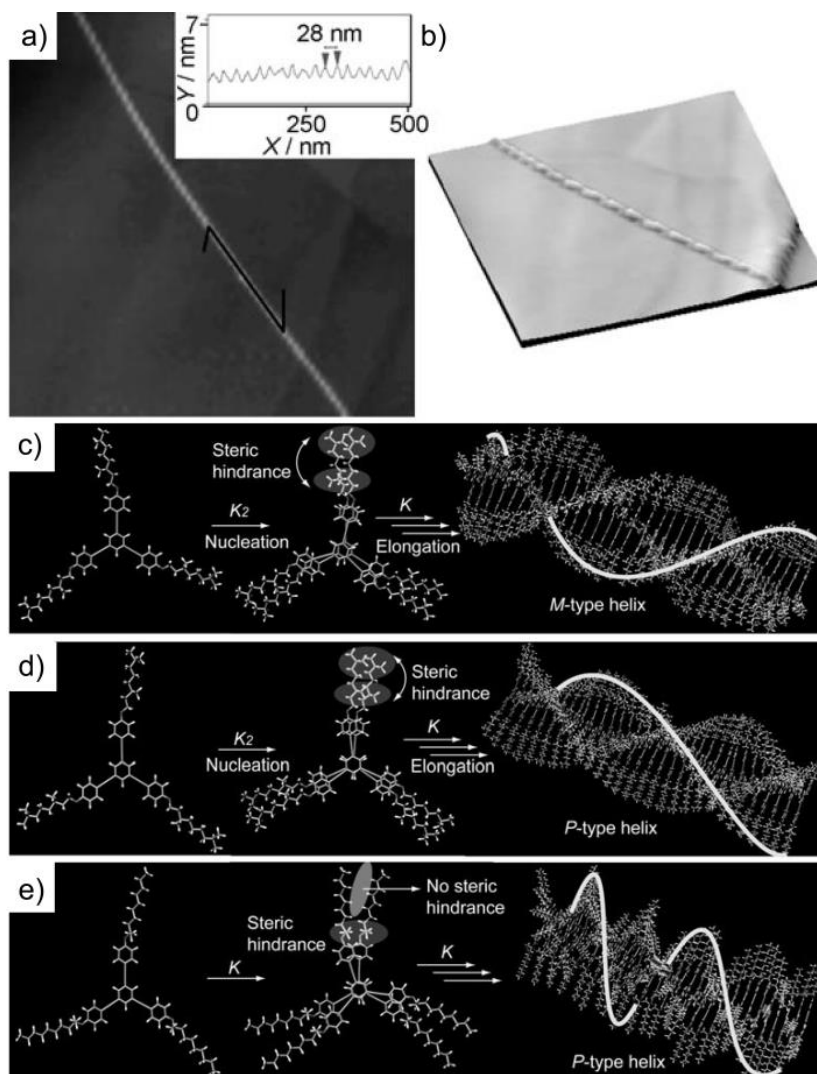 a)
7
Y / nm
0
28 nm
250
500
X / nm
b)
c)
Steric
hindrance
K2
Nucleation
K
Elongation
M-type helix
d)
Steric
hindrance
K2
Nucleation
K
Elongation
P-type helix
e)
No steric
hindrance
Steric
hindrance
K
K
P-type helix